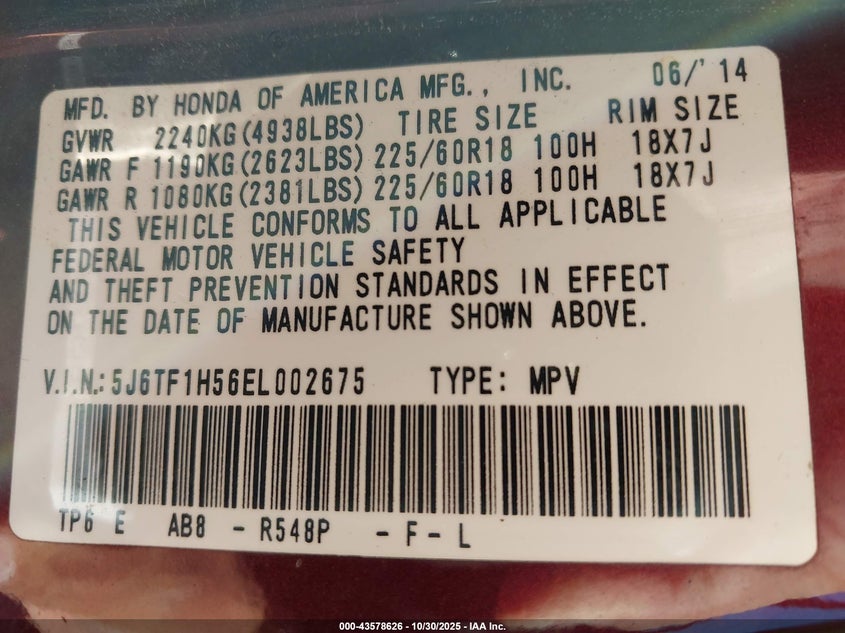 MFD. BY HONDA OF AMERICA MFG., INC. 06/'14
GVWR 2240KG(4938LBS) TIRE SIZE RIM SIZE
GAWR F 1190KG(2623LBS) 225/60R18 100H 18X7J
GAWR R 1080KG(2381LBS) 225/60R18 100H 18X7J
THIS VEHICLE CONFORMS TO ALL APPLICABLE
FEDERAL MOTOR VEHICLE SAFETY
AND THEFT PREVENTION STANDARDS IN EFFECT
ON THE DATE OF MANUFACTURE SHOWN ABOVE.
V.I.N.: 5J6TF1H56EL002675 TYPE: MPV
TP6 E AB8 - R548P - F - L
000-43578626 - 10/30/2025 - IAA Inc.